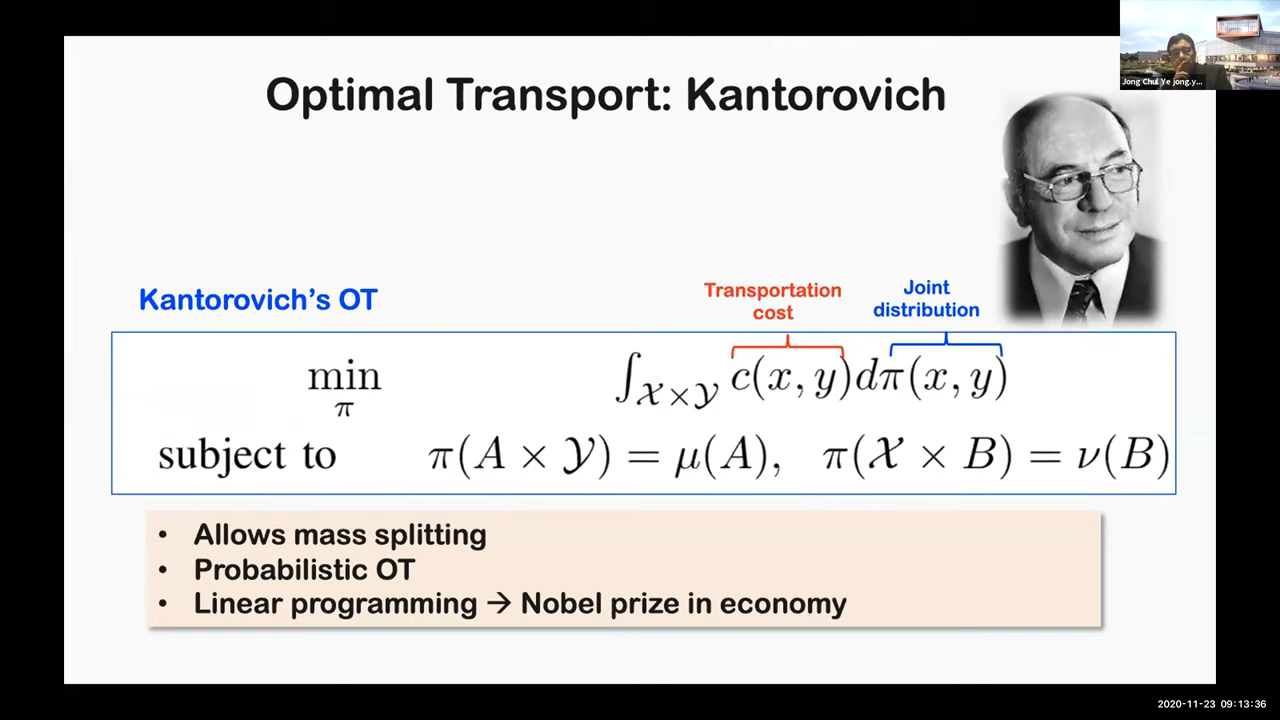 Jong Chul Ye jong.y...
Optimal Transport: Kantorovich
Kantorovich's OT
Transportation
cost
Joint
distribution
min
π
∫𝒳×𝒴 c(x, y)dπ(x, y)
subject to π(A × 𝒴) = μ(A), π(𝒳 × B) = ν(B)
• Allows mass splitting
• Probabilistic OT
• Linear programming → Nobel prize in economy
2020-11-23 09:13:36